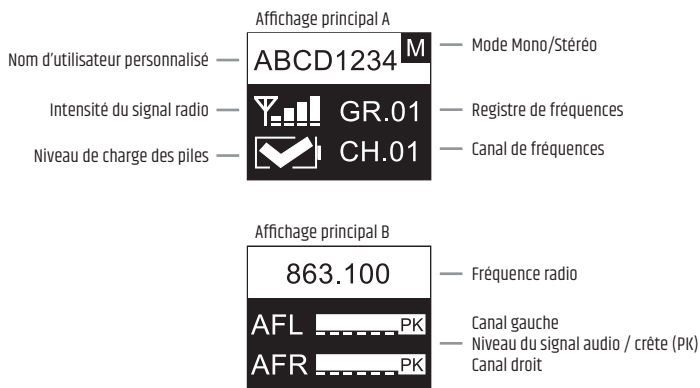 Affichage principal A
Nom d'utilisateur personnalisé
ABCD1234
M
Mode Mono/Stéréo
Intensité du signal radio
GR.01
Registre de fréquences
Niveau de charge des piles
CH.01
Canal de fréquences
Affichage principal B
863.100
Fréquence radio
AFL
PK
Canal gauche
Niveau du signal audio / crête (PK)
AFR
PK
Canal droit